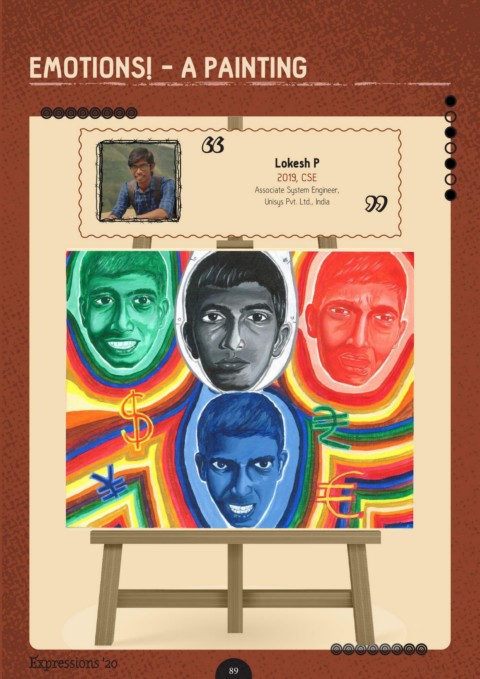 EMOTIONS! - A PAINTING
Lokesh P
2019, CSE
Associate System Engineer,
Unisys Pvt. Ltd., India
$
₹
¥
€
Expressions '20
89